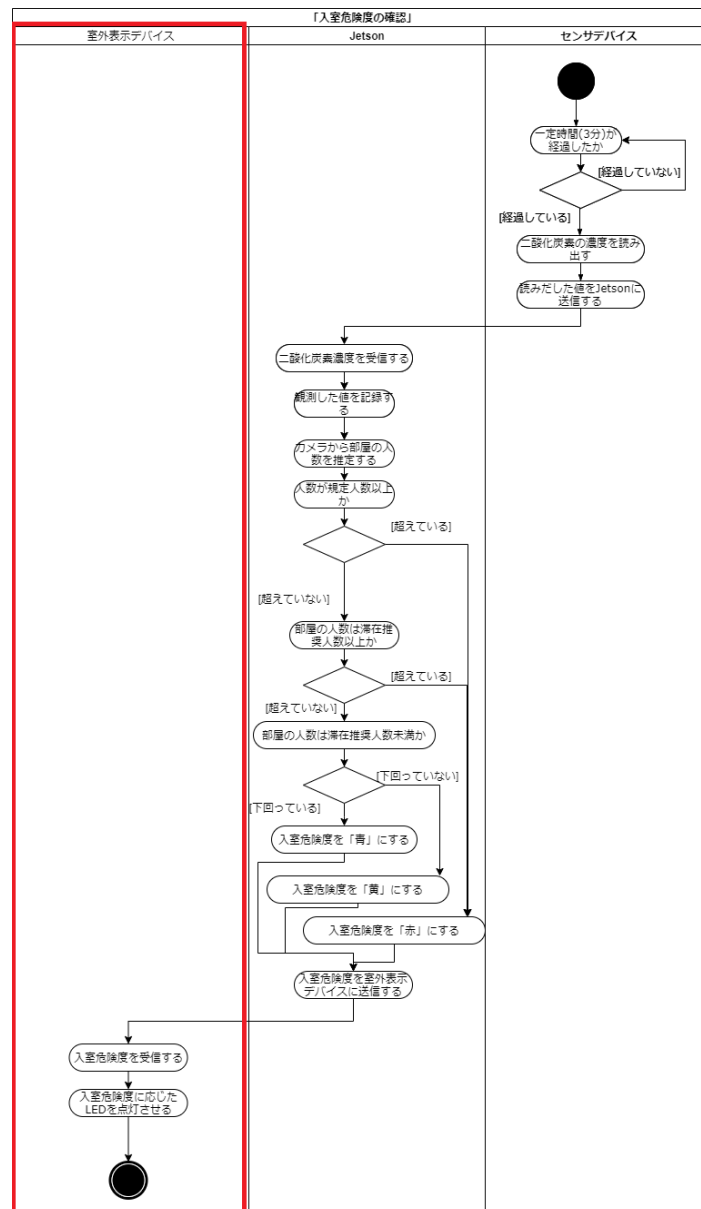 「入室危険度の確認」
室外表示デバイス
Jetson
センサデバイス
一定時間(3分)が
経過したか
[経過していない]
[経過している]
二酸化炭素の濃度を読み
出す
読みだした値をJetsonに
送信する
二酸化炭素濃度を受信する
観測した値を記録す
る
カメラから部屋の人
数を推定する
人数が規定人数以上
か
[超えている]
[超えていない]
部屋の人数は滞在推
奨人数以上か
[超えている]
[超えていない]
部屋の人数は滞在推奨人数未満か
[下回っていない]
[下回っている]
入室危険度を「青」にする
入室危険度を「黄」にする
入室危険度を「赤」にする
入室危険度を室外表示
デバイスに送信する
入室危険度を受信する
入室危険度に応じた
LEDを点灯させる